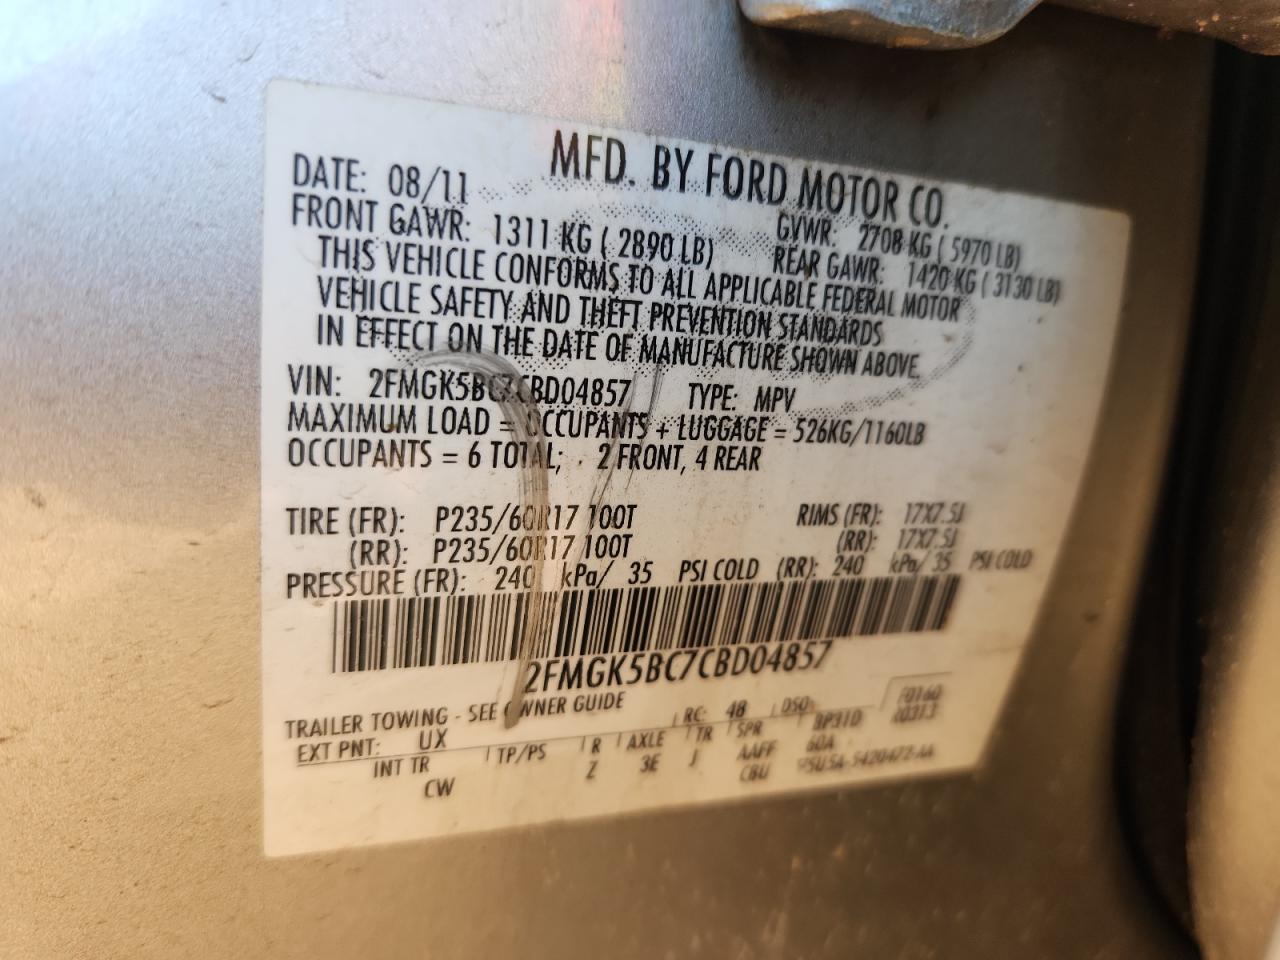 MFD. BY FORD MOTOR CO.
DATE: 08/11 GVWR: 2708 KG ( 5970 LB)
FRONT GAWR: 1311 KG ( 2890 LB) REAR GAWR: 1420 KG ( 3130 LB)
THIS VEHICLE CONFORMS TO ALL APPLICABLE FEDERAL MOTOR
VEHICLE SAFETY AND THEFT PREVENTION STANDARDS
IN EFFECT ON THE DATE OF MANUFACTURE SHOWN ABOVE.
VIN: 2FMGK5BC7CBD04857 TYPE: MPV
MAXIMUM LOAD = OCCUPANTS + LUGGAGE = 526KG/1160LB
OCCUPANTS = 6 TOTAL; 2 FRONT, 4 REAR
TIRE (FR): P235/60R17 100T RIMS (FR): 17X7.5J
(RR): P235/60R17 100T (RR): 17X7.5J
PRESSURE (FR): 240 kPa/ 35 PSI COLD (RR): 240 kPa/ 35 PSI COLD
2FMGK5BC7CBD04857
TRAILER TOWING - SEE OWNER GUIDE
EXT PNT: UX RC: 48 DSO:
INT TR TP/PS R AXLE TR SPR 60A
CW Z 3E J AAFF
CBU